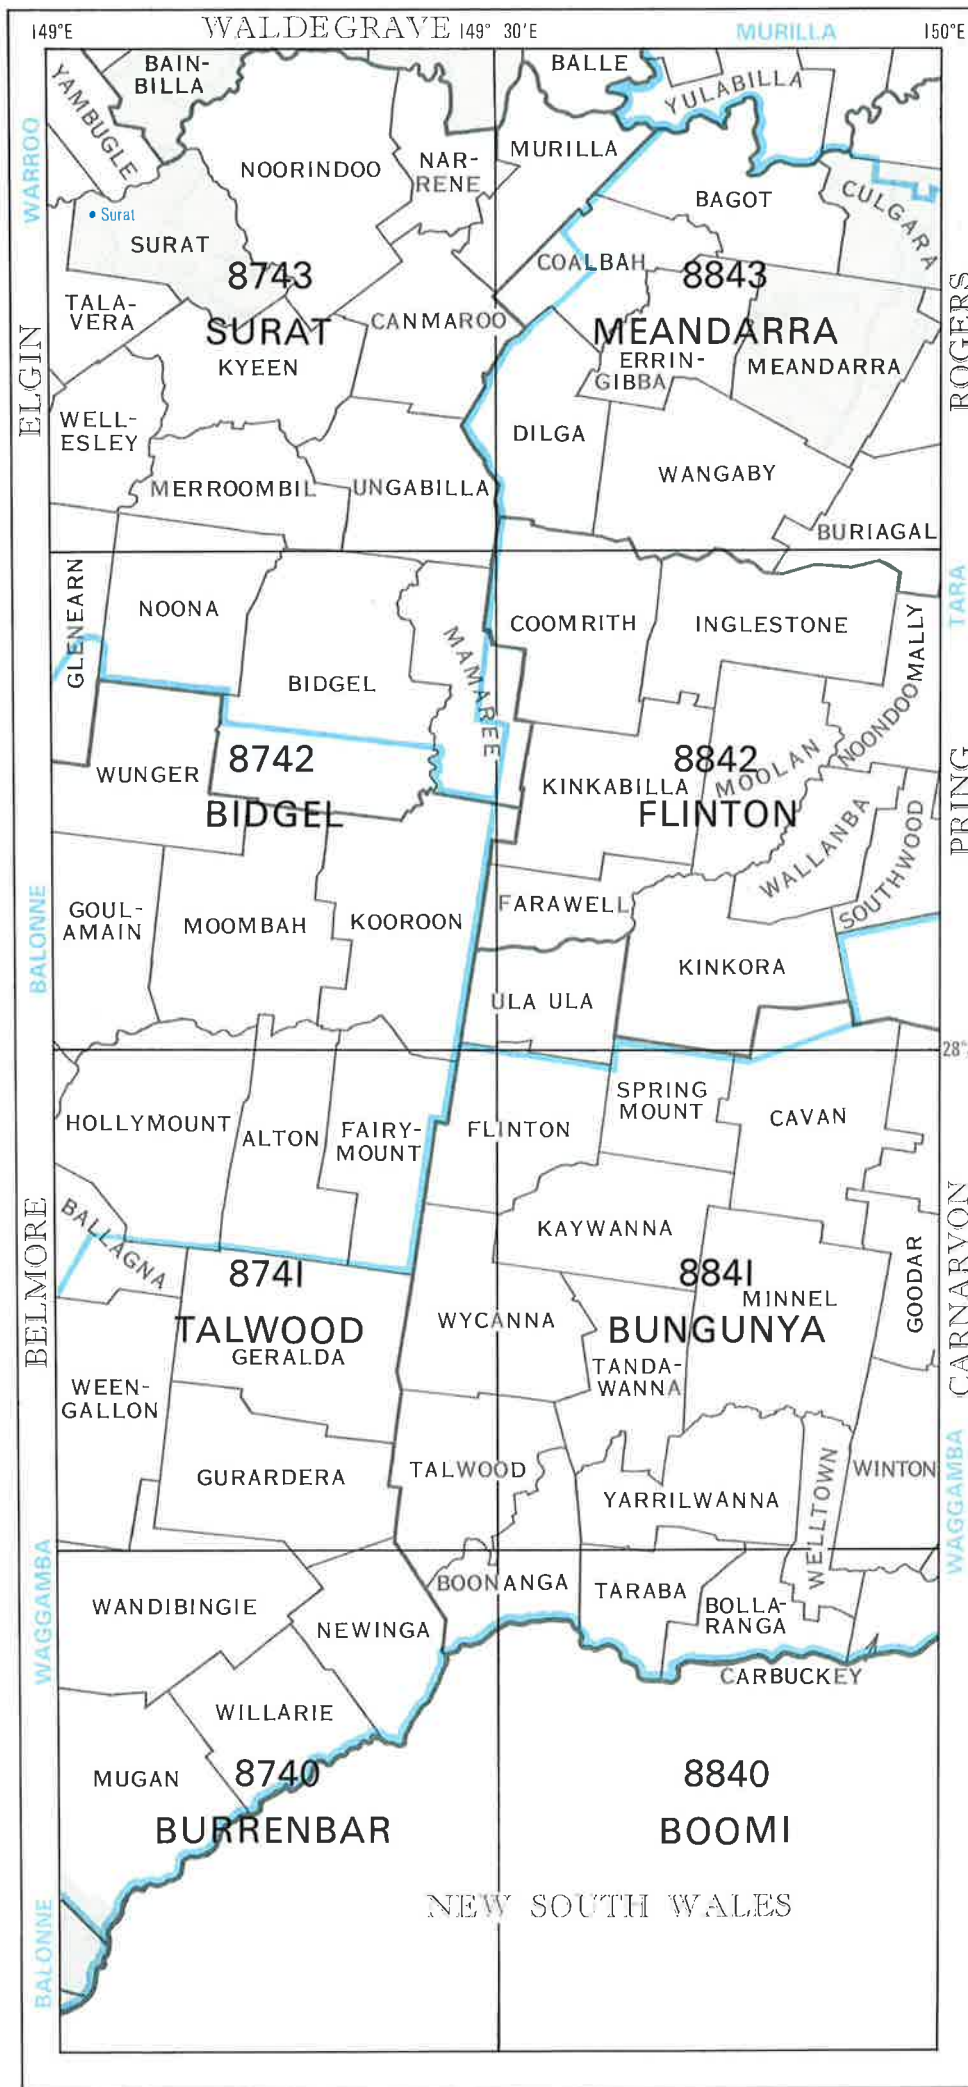 WALDEGRAVE
149°E
149° 30'E
MURILLA
150°E
BAIN-
BILLA
BALLE
YAMBUGLE
YULABILLA
WARROO
NOORINDOO
NAR-
RENE
MURILLA
BAGOT
CULGARA
Surat
SURAT
COALBAH
8743
8843
TALA-
VERA
SURAT
CANMAROO
MEANDARRA
ROGERS
ELGIN
KYEEN
ERRIN-
GIBBA
MEANDARRA
WELL-
ESLEY
DILGA
MERROOMBIL
UNGABILLA
WANGABY
BURIAGAL
GLENEARN
NOONA
COOMRITH
INGLESTONE
TARA
NOONDOOMALLY
MAMAREE
BIDGEL
WUNGER
8742
8842
KINKABILLA
MOOLAN
PRING
BIDGEL
FLINTON
WALLANBA
SOUTHWOOD
BALONNE
GOUL-
AMAIN
MOOMBAH
KOOROON
FARAWELL
KINKORA
ULA ULA
28°
HOLLYMOUNT
ALTON
FAIRY-
MOUNT
FLINTON
SPRING
MOUNT
CAVAN
BALLAGNA
KAYWANNA
BELMORE
CARNARVON
GOODAR
8741
8841
MINNEL
TALWOOD
WYCANNA
BUNGUNYA
GERALDA
WEEN-
GALLON
TANDA-
WANNA
GURARDERA
TALWOOD
YARRILWANNA
WELLTOWN
WINTON
WAGGAMBA
WAGGAMBA
WANDIBINGIE
BOONANGA
TARABA
BOLLA-
RANGA
NEWINGA
CARBUCKEY
WILLARIE
MUGAN
8740
8840
BURRENBAR
BOOMI
NEW SOUTH WALES
BALONNE